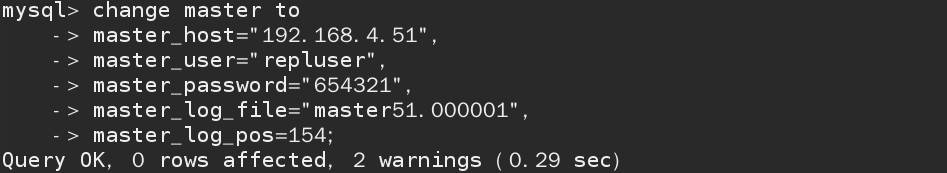 mysql> change master to
    -> master_host="192.168.4.51",
    -> master_user="repluser",
    -> master_password="654321",
    -> master_log_file="master51.000001",
    -> master_log_pos=154;
Query OK, 0 rows affected, 2 warnings (0.29 sec)